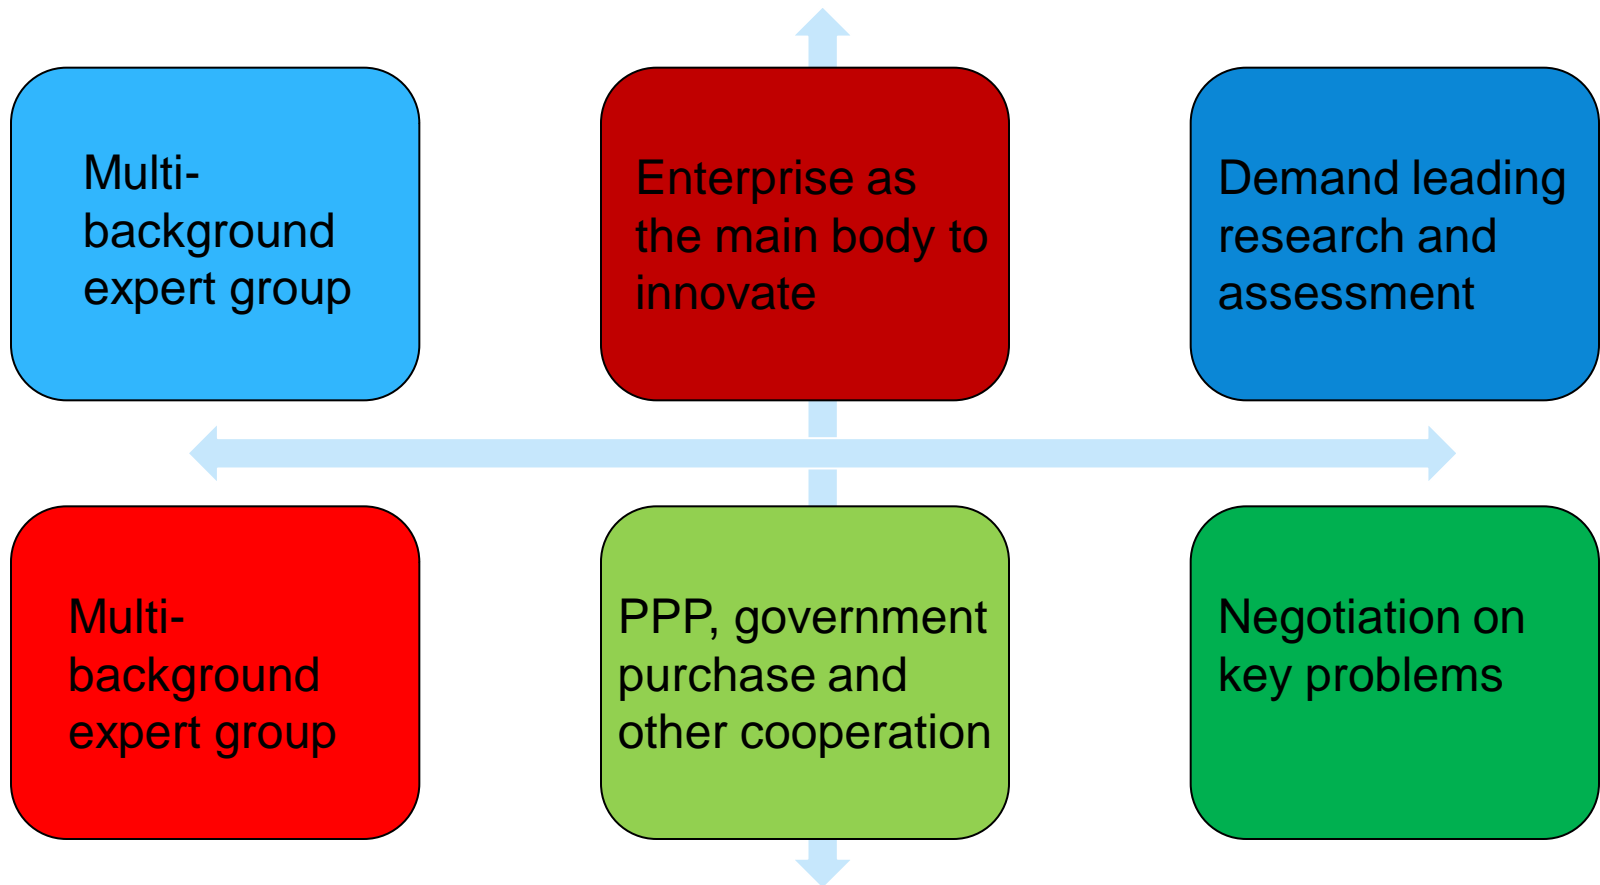 Multi-
background
expert group
Enterprise as
the main body to
innovate
Demand leading
research and
assessment
Multi-
background
expert group
PPP, government
purchase and
other cooperation
Negotiation on
key problems